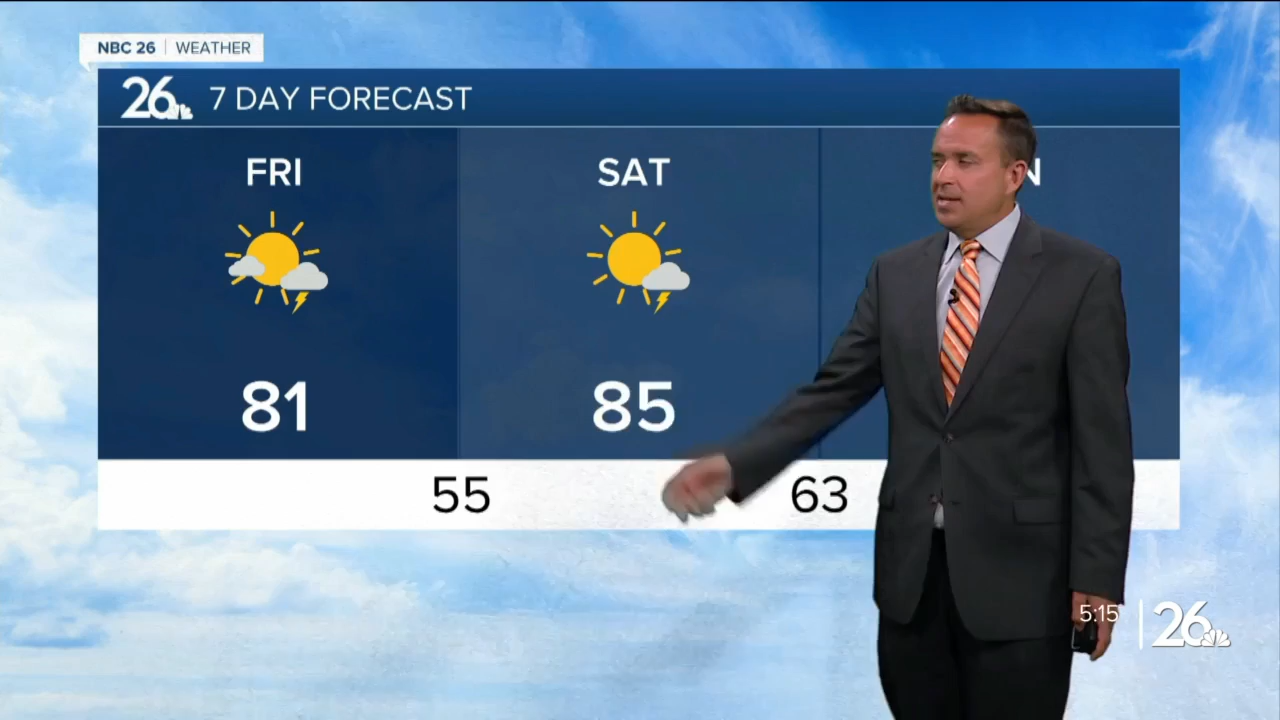 NBC 26 | WEATHER
26 7 DAY FORECAST
FRI SAT N
81 85
55 63
5:15 | 26